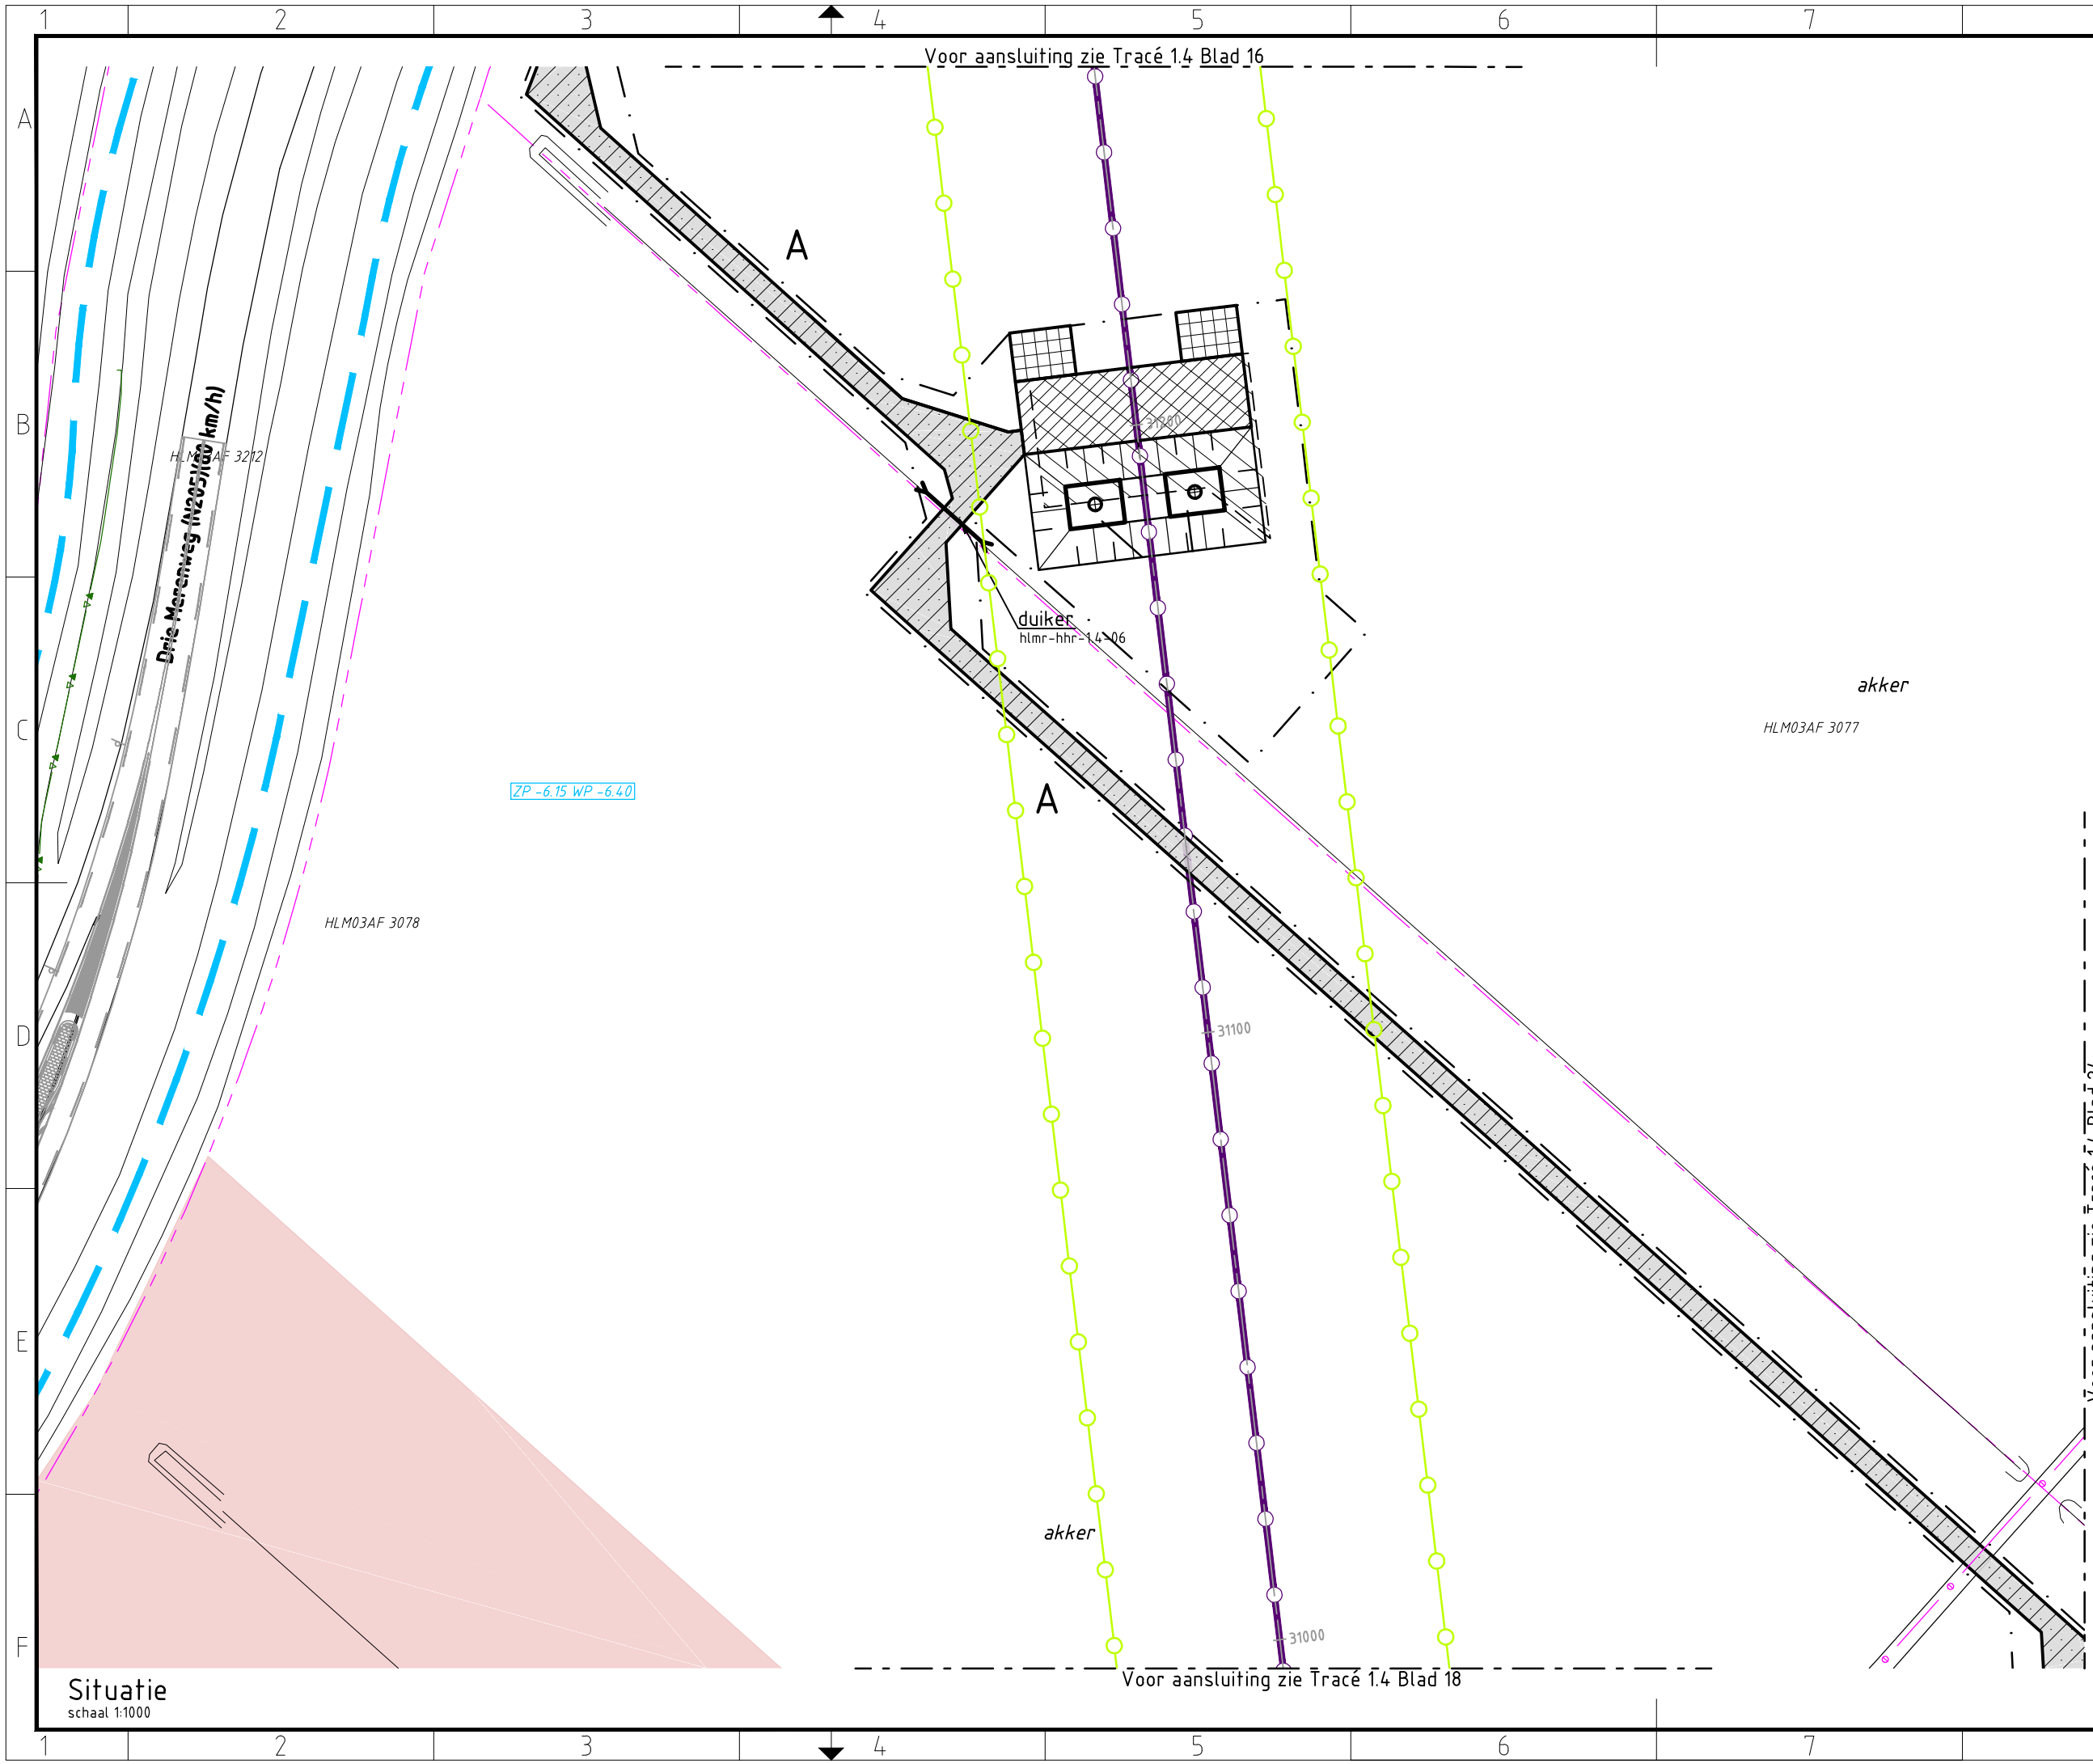 1 2 3 4 5 6 7
Voor aansluiting zie Tracé 1.4 Blad 16
A
A
B
31200
HLM03AF 3212
Drie Merenweg (N205)(80 km/h)
duiker
hlmr-hhr-1.4-06
akker
C
HLM03AF 3077
ZP -6.15 WP -6.40
A
HLM03AF 3078
D
31100
E
akker
F
31000
Voor aansluiting zie Tracé 1.4 Blad 18
Situatie
schaal 1:1000
1 2 3 4 5 6 7